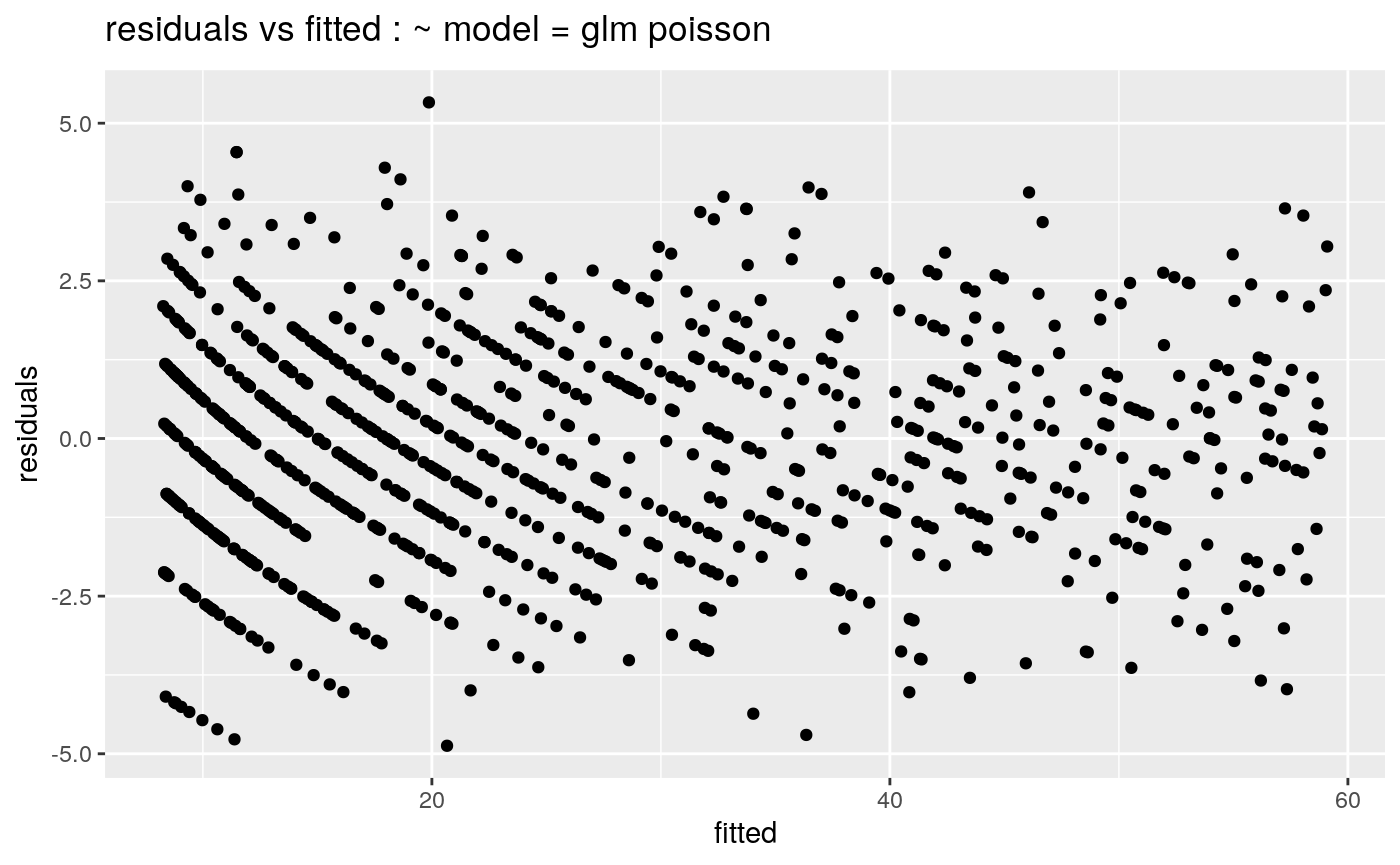 residuals vs fitted : ~ model = glm poisson
residuals
5.0
2.5
0.0
-2.5
-5.0
20
40
60
fitted